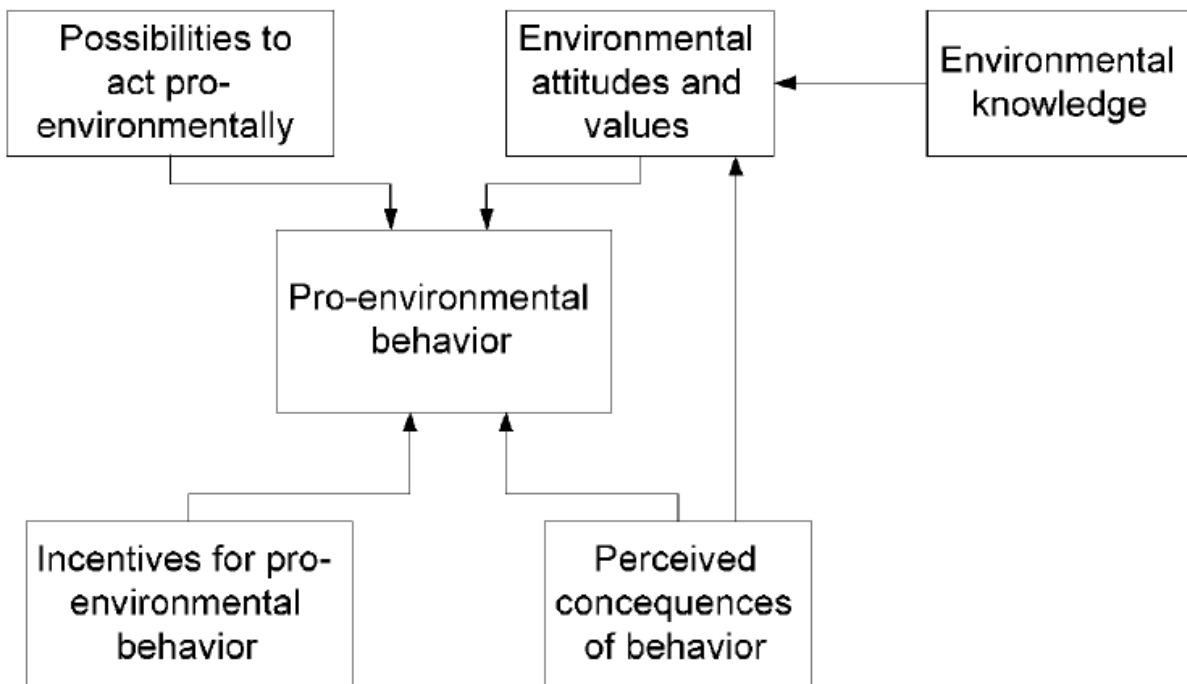 Possibilities to
act pro-
environmentally
Environmental
attitudes and
values
Environmental
knowledge
Pro-environmental
behavior
Incentives for pro-
environmental
behavior
Perceived
concequences
of behavior